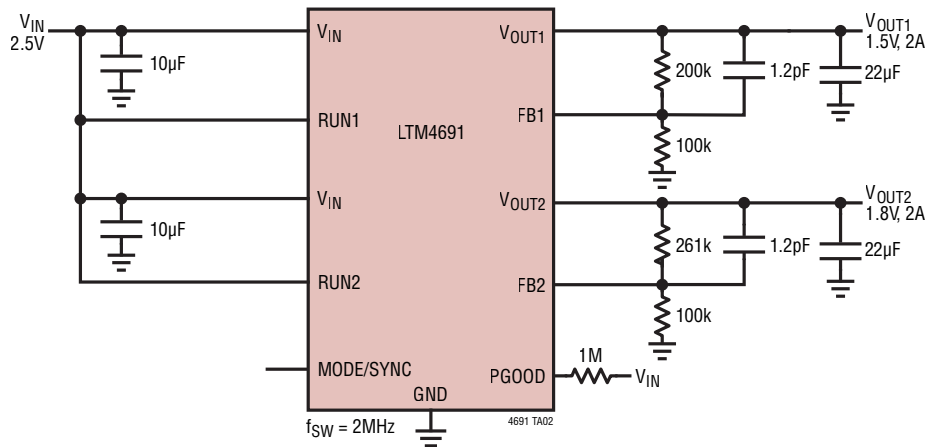 VIN
2.5V
10µF
10µF
VIN
RUN1
VIN
RUN2
MODE/SYNC
LTM4691
GND
VOUT1
FB1
VOUT2
FB2
PGOOD
fSW = 2MHz
4691 TA02
200k
1.2pF
22µF
100k
VOUT1
1.5V, 2A
261k
1.2pF
22µF
100k
VOUT2
1.8V, 2A
1M
VIN